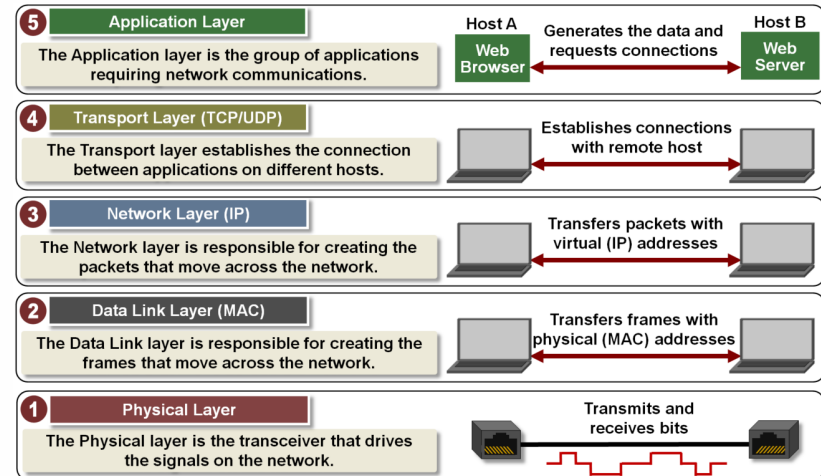 5 Application Layer
The Application layer is the group of applications
requiring network communications.
Host A
Web
Browser
Generates the data and
requests connections
Host B
Web
Server
4 Transport Layer (TCP/UDP)
The Transport layer establishes the connection
between applications on different hosts.
Establishes connections
with remote host
3 Network Layer (IP)
The Network layer is responsible for creating the
packets that move across the network.
Transfers packets with
virtual (IP) addresses
2 Data Link Layer (MAC)
The Data Link layer is responsible for creating the
frames that move across the network.
Transfers frames with
physical (MAC) addresses
1 Physical Layer
The Physical layer is the transceiver that drives
the signals on the network.
Transmits and
receives bits